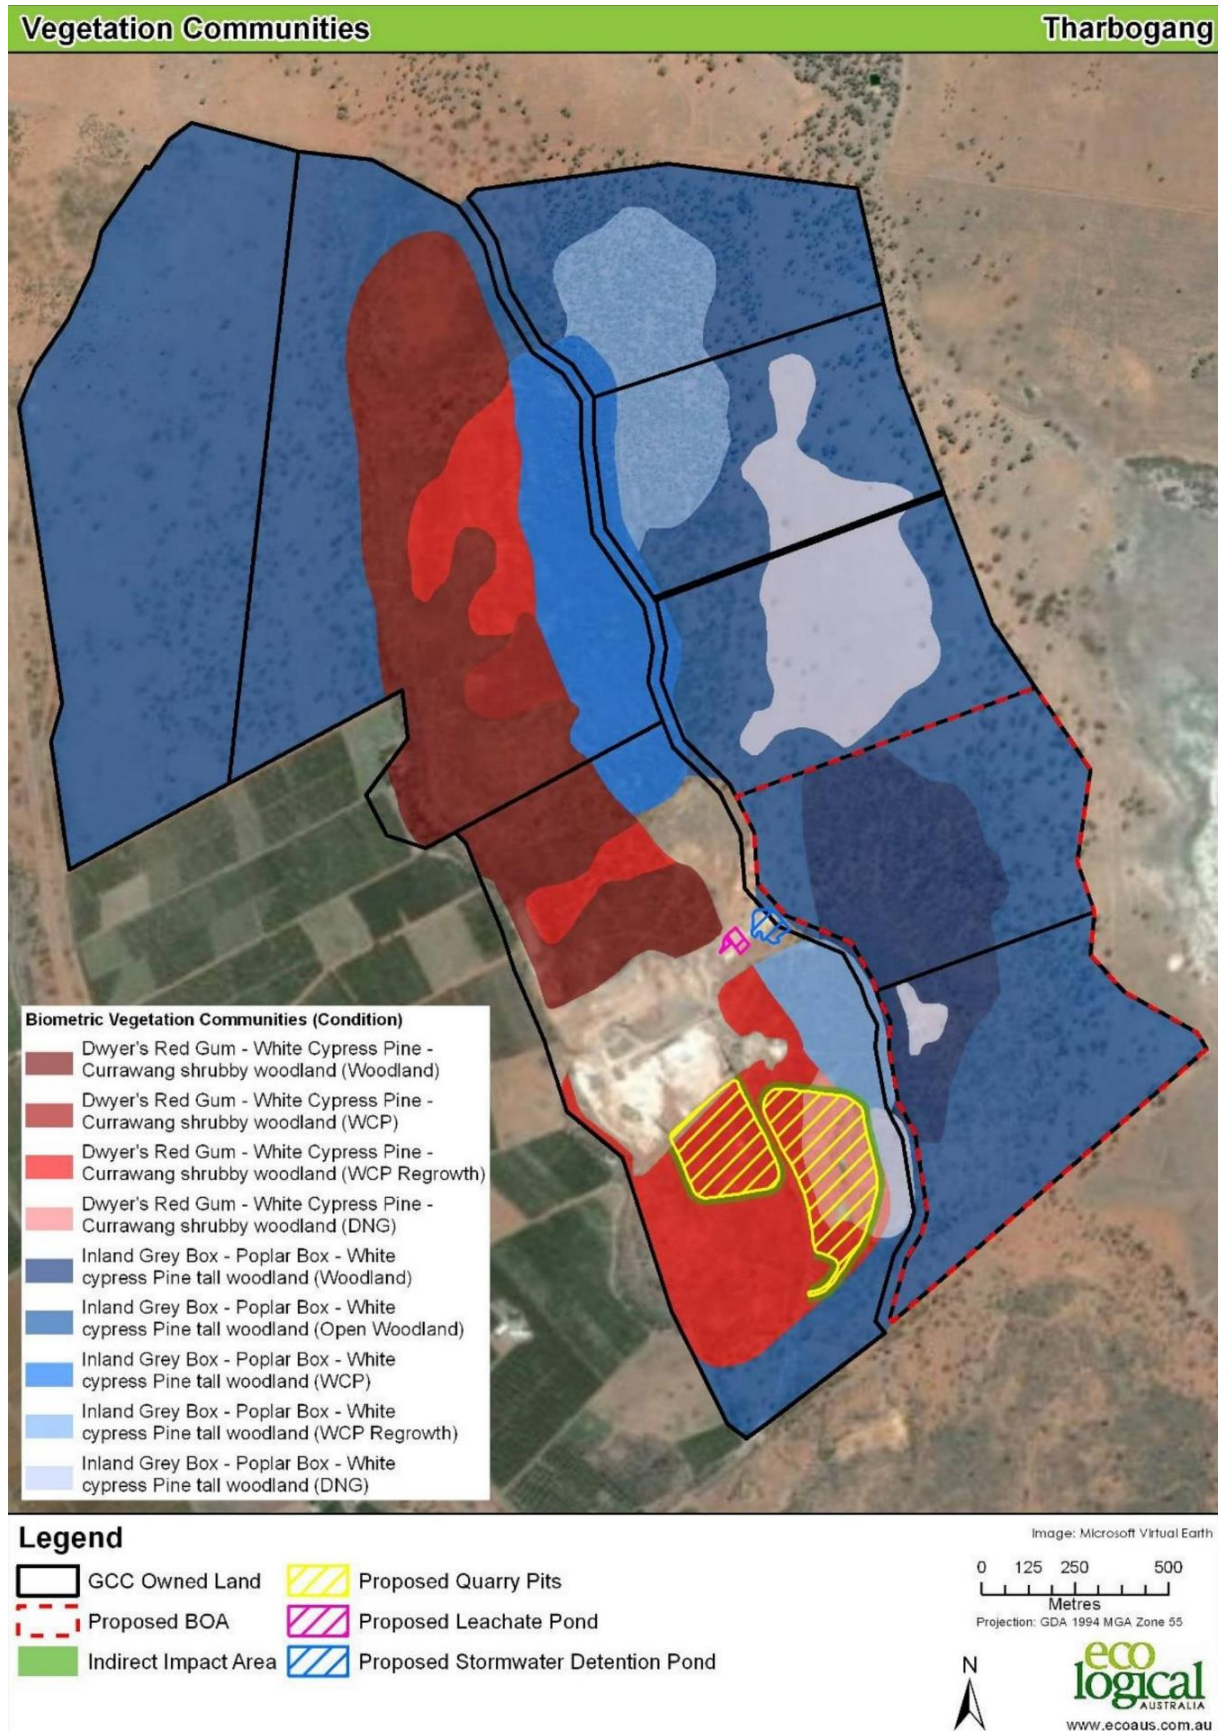 Vegetation Communities
Tharbogang
Biometric Vegetation Communities (Condition)
Dwyer's Red Gum - White Cypress Pine -
Currawang shrubby woodland (Woodland)
Dwyer's Red Gum - White Cypress Pine -
Currawang shrubby woodland (WCP)
Dwyer's Red Gum - White Cypress Pine -
Currawang shrubby woodland (WCP Regrowth)
Dwyer's Red Gum - White Cypress Pine -
Currawang shrubby woodland (DNG)
Inland Grey Box - Poplar Box - White
cypress Pine tall woodland (Woodland)
Inland Grey Box - Poplar Box - White
cypress Pine tall woodland (Open Woodland)
Inland Grey Box - Poplar Box - White
cypress Pine tall woodland (WCP)
Inland Grey Box - Poplar Box - White
cypress Pine tall woodland (WCP Regrowth)
Inland Grey Box - Poplar Box - White
cypress Pine tall woodland (DNG)
Legend
GCC Owned Land
Proposed BOA
Indirect Impact Area
Proposed Quarry Pits
Proposed Leachate Pond
Proposed Stormwater Detention Pond
Image: Microsoft Virtual Earth
0 125 250 500
Metres
Projection: GDA 1994 MGA Zone 55
N
eco
logical
AUSTRALIA
www.ecoaus.com.au